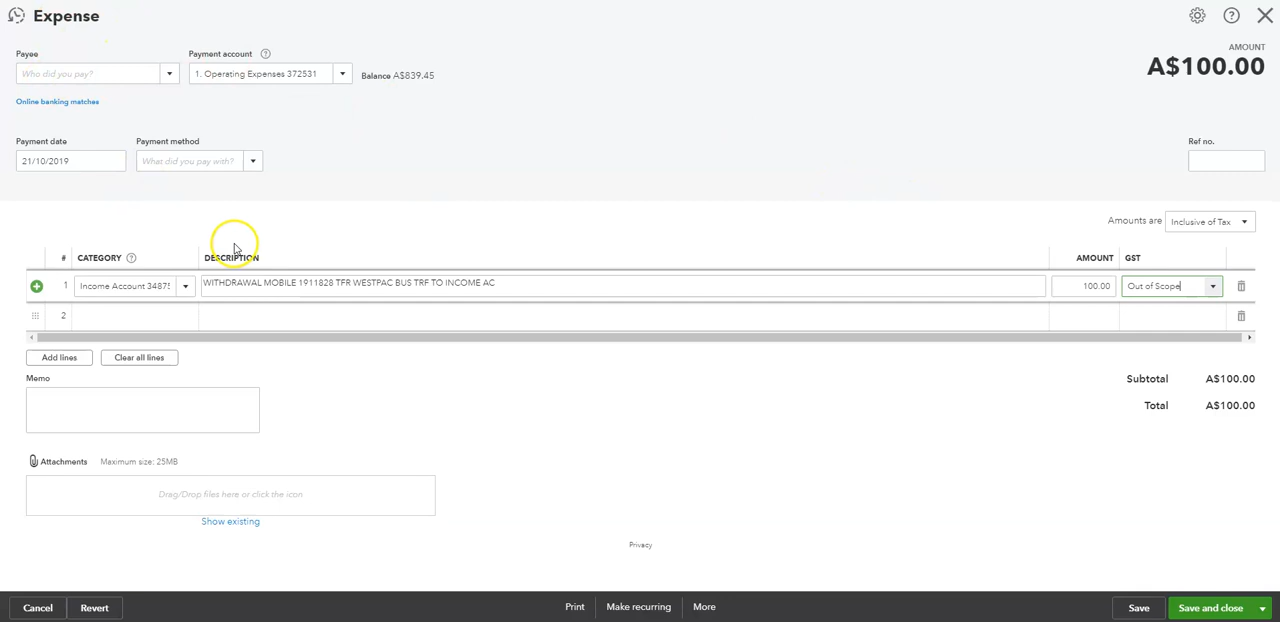 Expense
AMOUNT
A$100.00
Payee
Payment account
Who did you pay?
1. Operating Expenses 372531
Balance A$839.45
Online banking matches
Payment date
Payment method
Ref no.
21/10/2019
What did you pay with?
Amounts are
Inclusive of Tax
#
CATEGORY
DESCRIPTION
AMOUNT
GST
1
Income Account 3487
WITHDRAWAL MOBILE 1911828 TFR WESTPAC BUS TRF TO INCOME AC
100.00
Out of Scope
2
Add lines
Clear all lines
Memo
Subtotal
A$100.00
Total
A$100.00
Attachments
Maximum size: 25MB
Drag/Drop files here or click the icon
Show existing
Privacy
Cancel
Revert
Print
Make recurring
More
Save
Save and close